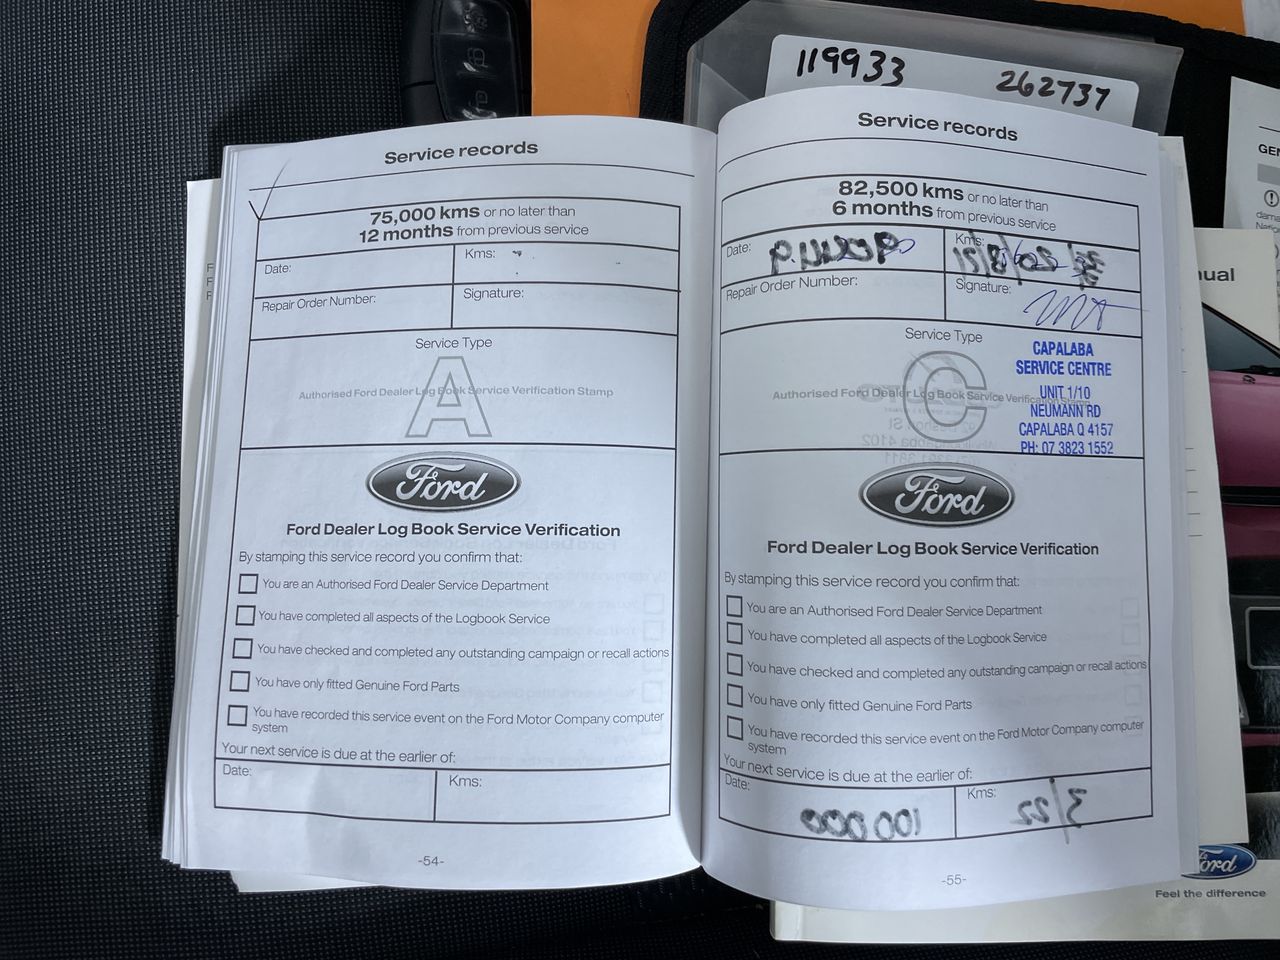 119933 262737
Service records
75,000 kms or no later than
12 months from previous service
Date:
Kms:
Repair Order Number:
Signature:
Service Type
A
Authorised Ford Dealer Log Book Service Verification Stamp
Ford
Ford Dealer Log Book Service Verification
By stamping this service record you confirm that:
You are an Authorised Ford Dealer Service Department
You have completed all aspects of the Logbook Service
You have checked and completed any outstanding campaign or recall actions
You have only fitted Genuine Ford Parts
You have recorded this service event on the Ford Motor Company computer
system
Your next service is due at the earlier of:
Date:
Kms:
-54-
Service records
82,500 kms or no later than
6 months from previous service
Date:
Kms:
Repair Order Number:
Signature:
Service Type
C
Authorised Ford Dealer Log Book Service Verification Stamp
CAPALABA
SERVICE CENTRE
UNIT 1/10
NEUMANN RD
CAPALABA Q 4157
PH: 07 3823 1552
Ford
Ford Dealer Log Book Service Verification
By stamping this service record you confirm that:
You are an Authorised Ford Dealer Service Department
You have completed all aspects of the Logbook Service
You have checked and completed any outstanding campaign or recall actions
You have only fitted Genuine Ford Parts
You have recorded this service event on the Ford Motor Company computer
system
Your next service is due at the earlier of:
Date:
100 000
Kms:
3/22
-55-
Ford
Feel the difference